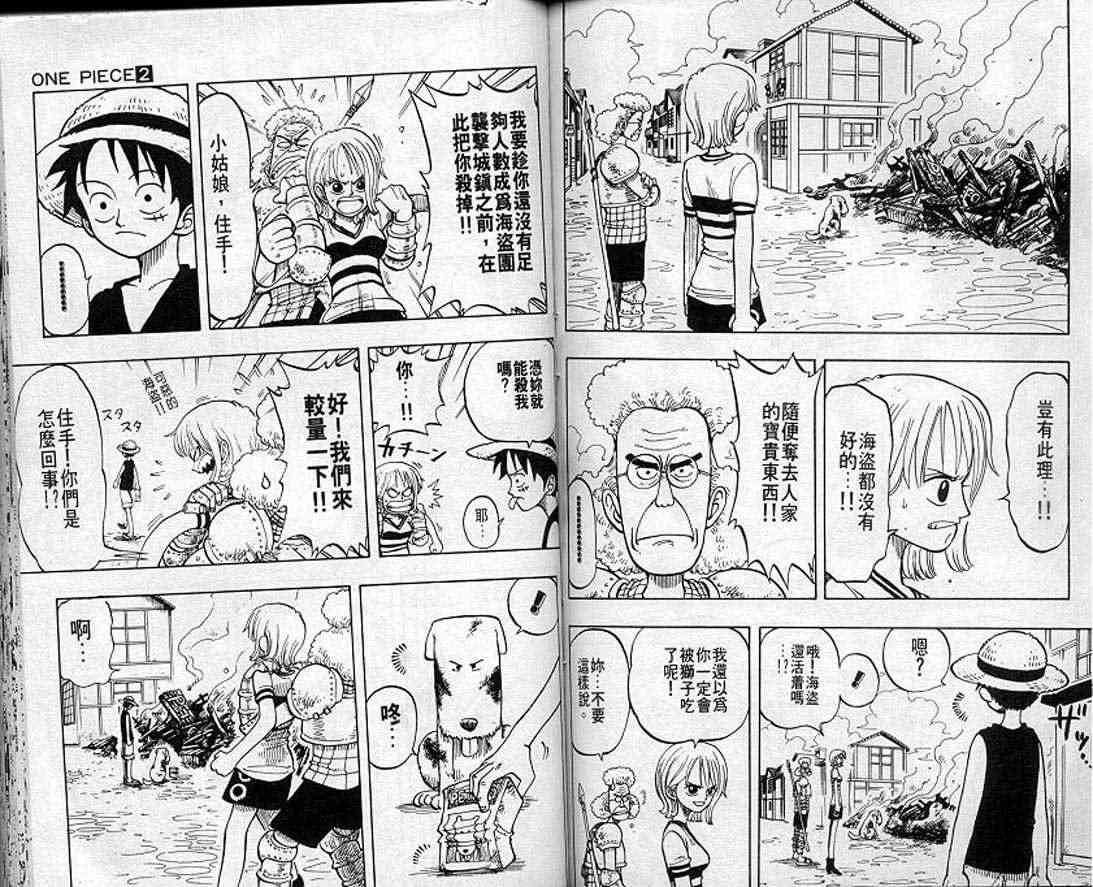 豈有此理…!!
海盜都沒有
好的…!!
隨便奪去人家
的寶貴東西!!
…………
嗯?
ザッ…
!
哦!海盜
還活着嗎
…!?
我還以為
你一定會
被獅子吃
了呢!
妳…不要
這樣說。
ONE PIECE 2
我要趁你還沒有足
夠人數成為海盜團
襲擊城鎮之前,在
此把你殺掉!!
小姑娘,住手!
…………
憑妳就
能殺我
嗎?
你…!!
カチーン
耶…
好!我們來
較量一下!!
可惡的
海盜!!
スタ
スタ
住手!你們是
怎麼回事!?
!
咚…
啊…